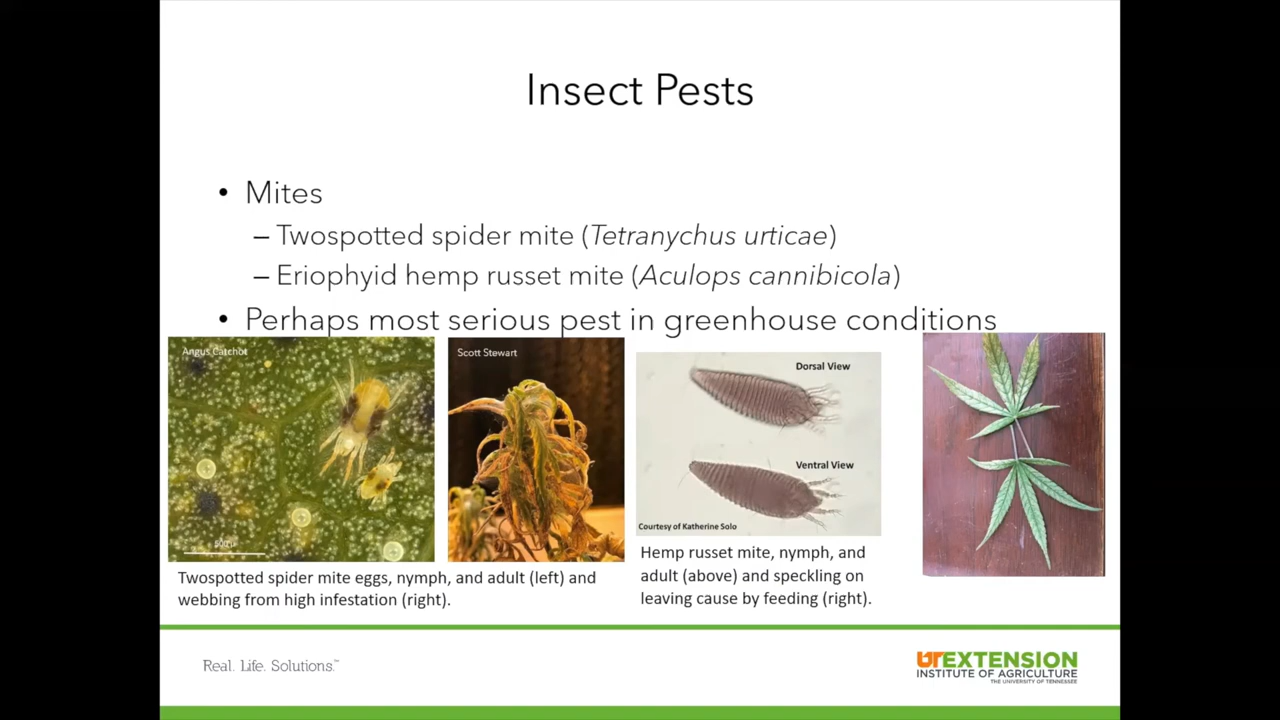 Insect Pests
• Mites
– Twospotted spider mite (Tetranychus urticae)
– Eriophyid hemp russet mite (Aculops cannibicola)
• Perhaps most serious pest in greenhouse conditions
Angus Catchot
Scott Stewart
Dorsal View
Ventral View
Courtesy of Katherine Solo
Twospotted spider mite eggs, nymph, and adult (left) and
webbing from high infestation (right).
Hemp russet mite, nymph, and
adult (above) and speckling on
leaving cause by feeding (right).
Real. Life. Solutions.™
UTEXTENSION
INSTITUTE OF AGRICULTURE
THE UNIVERSITY OF TENNESSEE